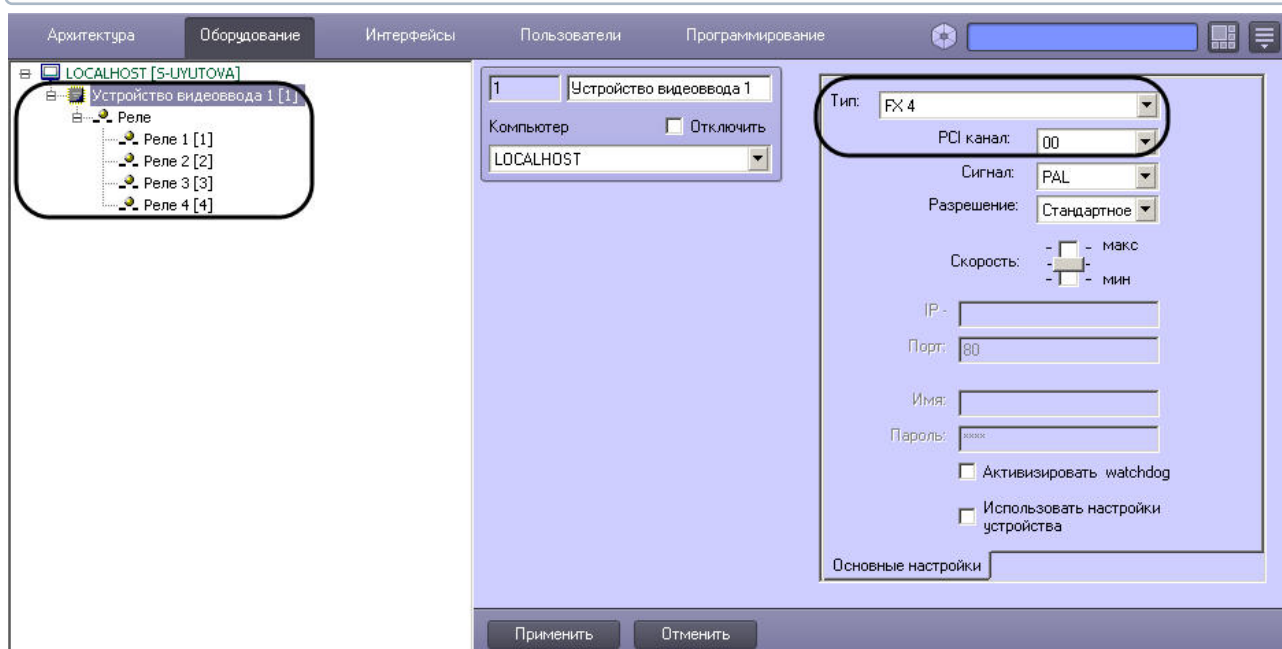 Архитектура Оборудование Интерфейсы Пользователи Программирование
LOCALHOST [S-UYUTOVA]
Устройство видеоввода 1 [1]
Реле
Реле 1 [1]
Реле 2 [2]
Реле 3 [3]
Реле 4 [4]
1 Устройство видеоввода 1
Компьютер Отключить
LOCALHOST
Тип: FX 4
PCI канал: 00
Сигнал: PAL
Разрешение: Стандартное
макс
Скорость:
мин
IP -
Порт: 80
Имя:
Пароль: ××××
Активизировать watchdog
Использовать настройки
устройства
Основные настройки
Применить Отменить